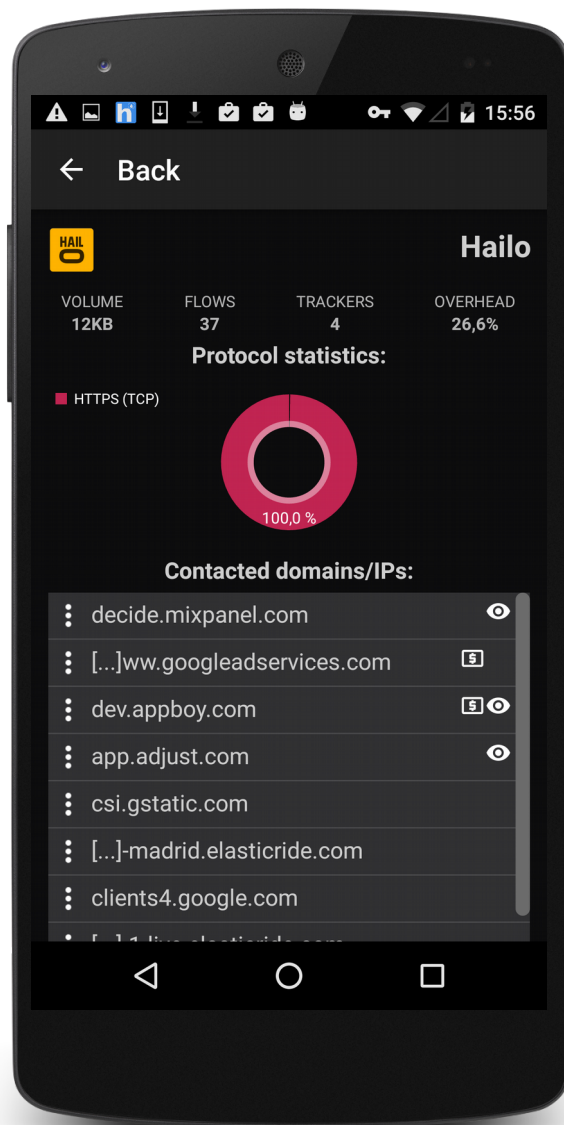 15:56
Back
HAIL
Hailo
VOLUME FLOWS TRACKERS OVERHEAD
12KB 37 4 26,6%
Protocol statistics:
HTTPS (TCP)
100,0 %
Contacted domains/IPs:
decide.mixpanel.com
[...]ww.googleadservices.com
dev.appboy.com
app.adjust.com
csi.gstatic.com
[...]-madrid.elasticride.com
clients4.google.com